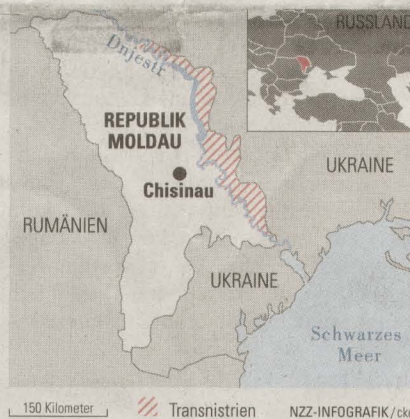 RUSSLAND
Dnjestr
REPUBLIK
MOLDAU
Chisinau
UKRAINE
RUMÄNIEN
UKRAINE
Schwarzes
Meer
150 Kilometer
Transnistrien
NZZ-INFOGRAFIK/